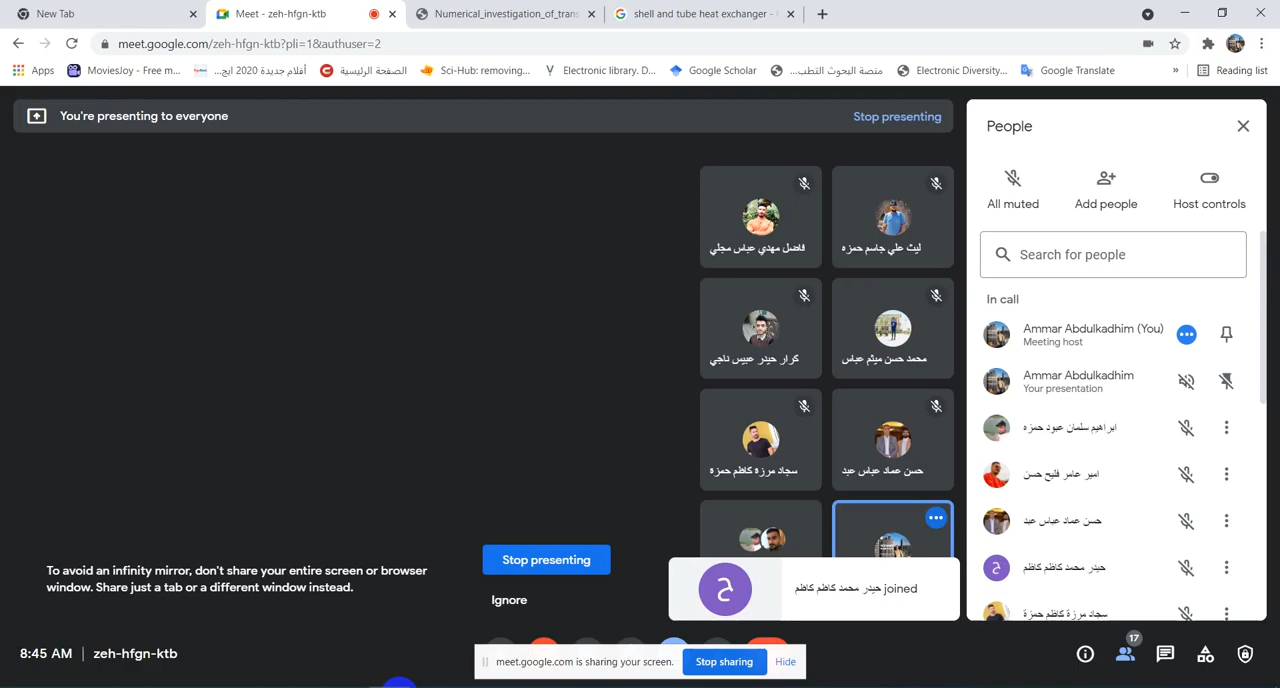 New Tab
Meet - zeh-hfgn-ktb
Numerical_investigation_of_trans
shell and tube heat exchanger -
meet.google.com/zeh-hfgn-ktb?pli=1&authuser=2
Apps
MoviesJoy - Free m...
أفلام جديدة 2020 ايج...
الصفحة الرئيسية
Sci-Hub: removing...
Electronic library. D...
Google Scholar
منصة البحوث التطب...
Electronic Diversity...
Google Translate
»
Reading list
You're presenting to everyone
Stop presenting
People
All muted
Add people
Host controls
Search for people
In call
Ammar Abdulkadhim (You)
Meeting host
Ammar Abdulkadhim
Your presentation
ابراهيم سلمان عبود حمزه
امير عامر فليح حسن
حسن عماد عباس عبد
حيدر محمد كاظم كاظم
سجاد مرزة كاظم حمزة
فاضل مهدي عباس مجلي
ليث علي جاسم حمزه
كرار حيدر عبيس ناجي
محمد حسن ميثم عباس
سجاد مرزة كاظم حمزة
حسن عماد عباس عبد
To avoid an infinity mirror, don't share your entire screen or browser
window. Share just a tab or a different window instead.
Stop presenting
Ignore
ح
حيدر محمد كاظم كاظم joined
ح
8:45 AM
zeh-hfgn-ktb
meet.google.com is sharing your screen.
Stop sharing
Hide
17